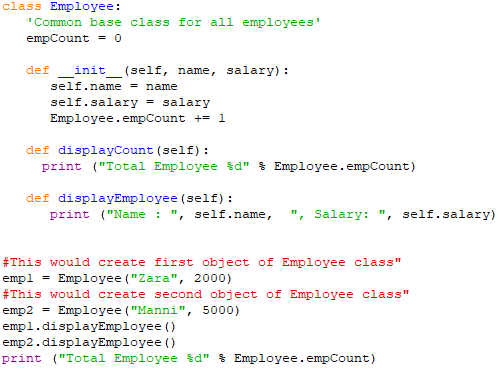 class Employee:
   'Common base class for all employees'
   empCount = 0

   def __init__(self, name, salary):
      self.name = name
      self.salary = salary
      Employee.empCount += 1

   def displayCount(self):
     print ("Total Employee %d" % Employee.empCount)

   def displayEmployee(self):
      print ("Name : ", self.name,  ", Salary: ", self.salary)


#This would create first object of Employee class"
emp1 = Employee("Zara", 2000)
#This would create second object of Employee class"
emp2 = Employee("Manni", 5000)
emp1.displayEmployee()
emp2.displayEmployee()
print ("Total Employee %d" % Employee.empCount)